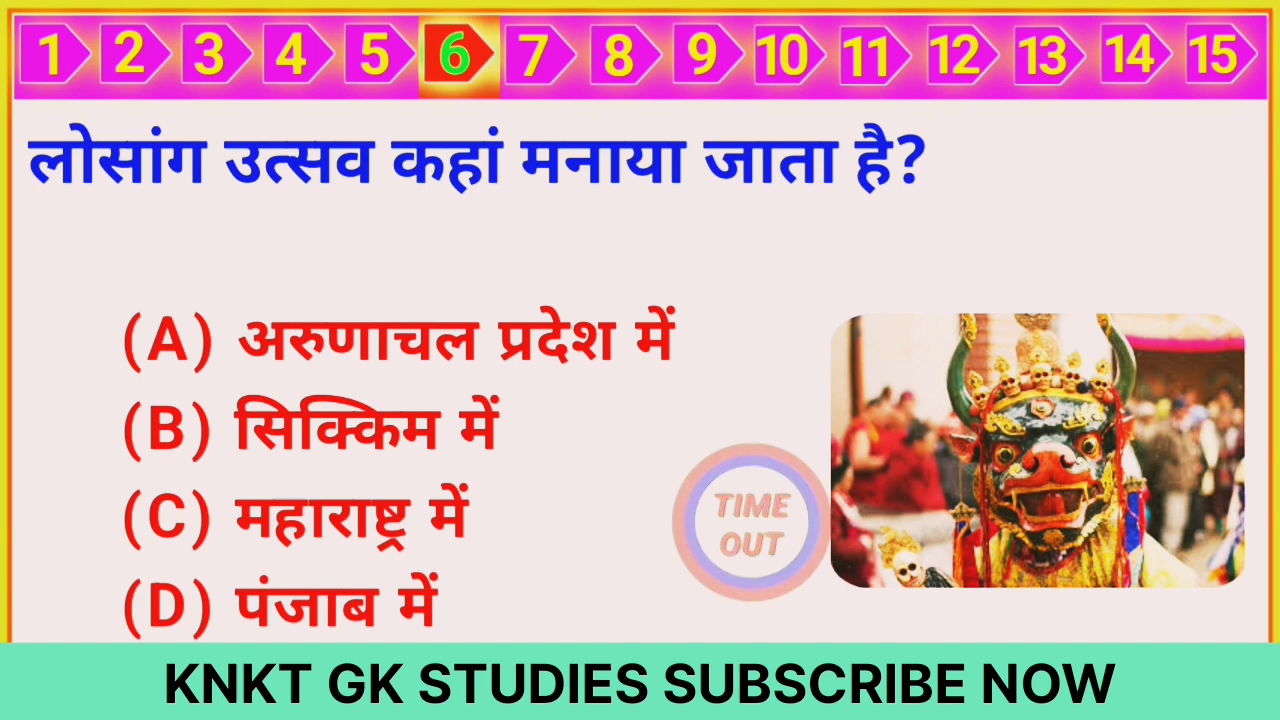 1 2 3 4 5 6 7 8 9 10 11 12 13 14 15
लोसांग उत्सव कहां मनाया जाता है?
(A) अरुणाचल प्रदेश में
(B) सिक्किम में
(C) महाराष्ट्र में
(D) पंजाब में
TIME
OUT
KNKT GK STUDIES SUBSCRIBE NOW